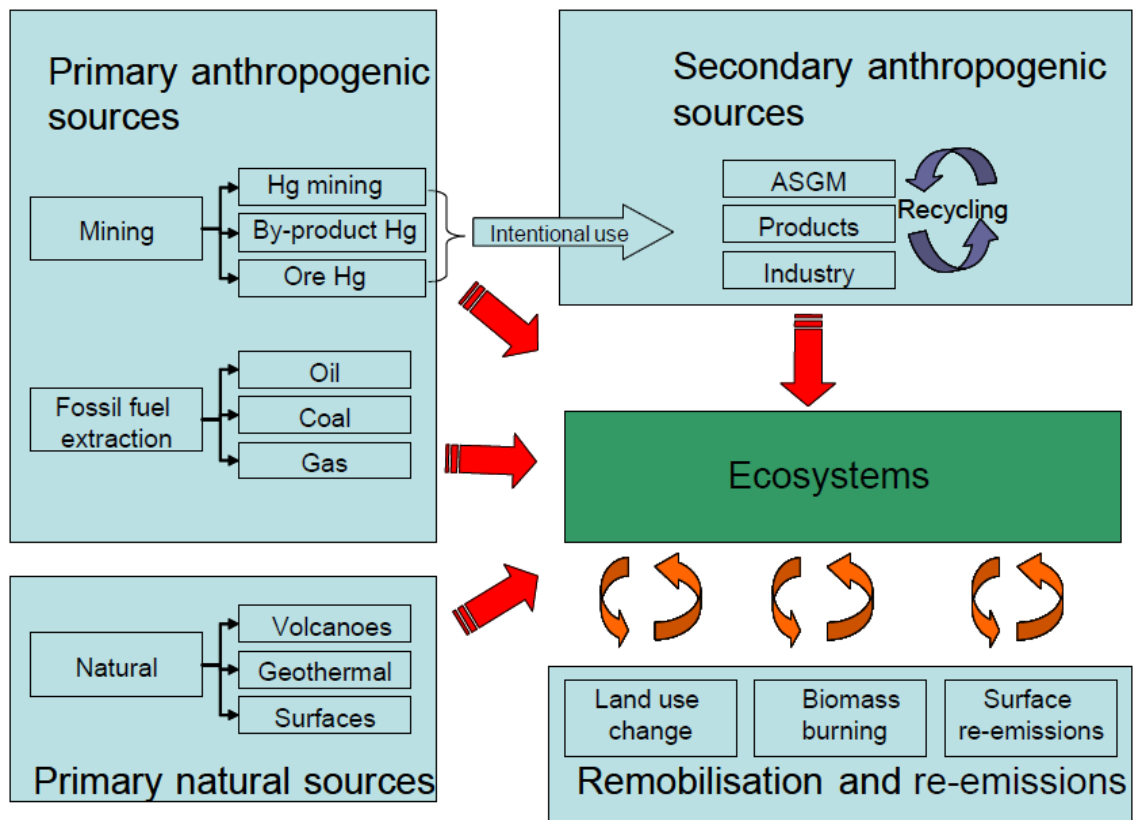 Primary anthropogenic
sources
Mining
Hg mining
By-product Hg
Ore Hg
Intentional use
Fossil fuel
extraction
Oil
Coal
Gas
Secondary anthropogenic
sources
ASGM
Products
Industry
Recycling
Ecosystems
Natural
Volcanoes
Geothermal
Surfaces
Primary natural sources
Land use
change
Biomass
burning
Surface
re-emissions
Remobilisation and re-emissions